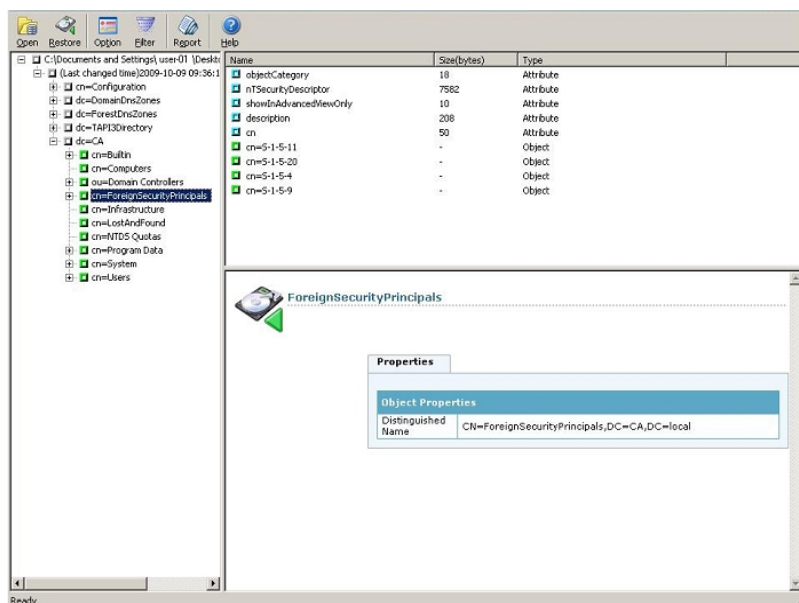 Open Restore Option Filter Report Help
C:\Documents and Settings\ user-01 \Deskto
(Last changed time)2009-10-09 09:36:1
cn=Configuration
dc=DomainDnsZones
dc=ForestDnsZones
dc=TAPI3Directory
dc=CA
cn=Builtin
cn=Computers
ou=Domain Controllers
cn=ForeignSecurityPrincipals
cn=Infrastructure
cn=LostAndFound
cn=NTDS Quotas
cn=Program Data
cn=System
cn=Users
Name Size(bytes) Type
objectCategory 18 Attribute
nTSecurityDescriptor 7582 Attribute
showInAdvancedViewOnly 10 Attribute
description 208 Attribute
cn 50 Attribute
cn=S-1-5-11 - Object
cn=S-1-5-20 - Object
cn=S-1-5-4 - Object
cn=S-1-5-9 - Object
ForeignSecurityPrincipals
Properties
Object Properties
Distinguished
Name
CN=ForeignSecurityPrincipals,DC=CA,DC=local
Ready